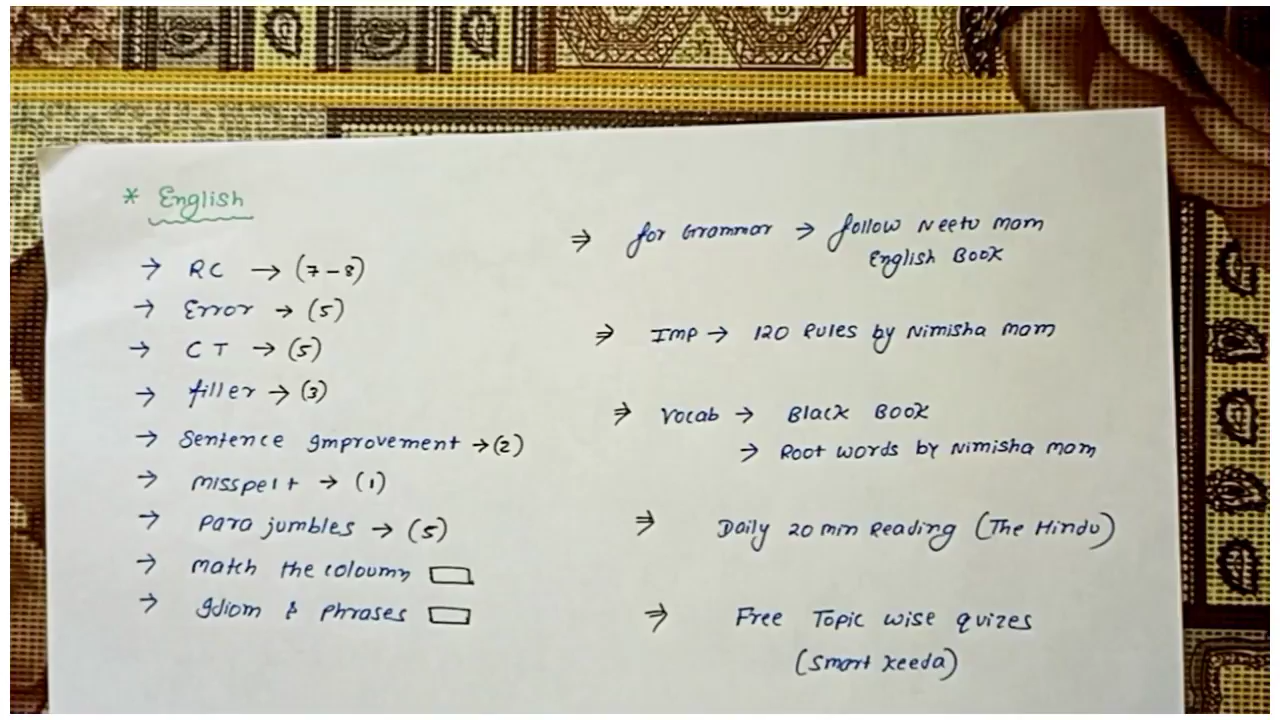 * English
→ RC → (7-8)
→ Error → (5)
→ CT → (5)
→ filler → (3)
→ Sentence Improvement → (2)
→ misspelt → (1)
→ Para jumbles → (5)
→ match the coloumn
→ Idiom & Phrases
⇒ for Grammar → follow Neetu mam
English Book
⇒ Imp → 120 Rules by Nimisha mam
⇒ Vocab → Black Book
→ Root words by Nimisha mam
⇒ Daily 20 min Reading (The Hindu)
⇒ Free Topic wise quizes
(Smart Keeda)